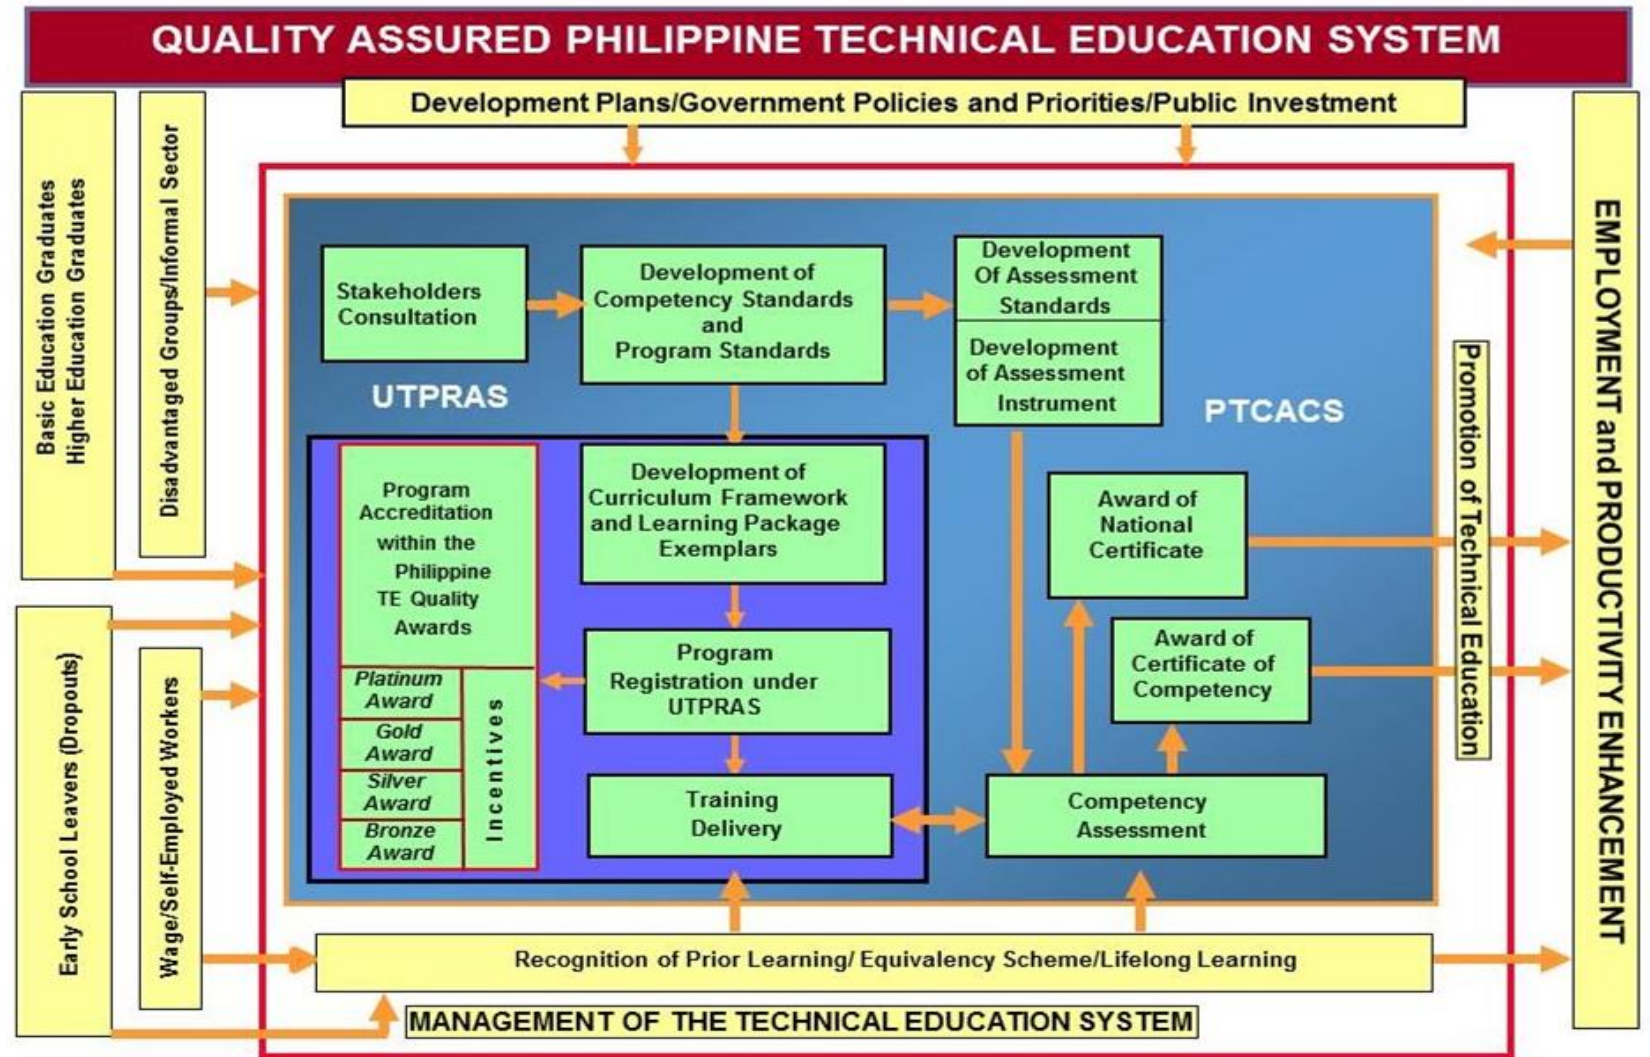 QUALITY ASSURED PHILIPPINE TECHNICAL EDUCATION SYSTEM
Development Plans/Government Policies and Priorities/Public Investment
Basic Education Graduates
Higher Education Graduates
Disadvantaged Groups/Informal Sector
Early School Leavers (Dropouts)
Wage/Self-Employed Workers
Stakeholders
Consultation
Development of
Competency Standards
and
Program Standards
Development
Of Assessment
Standards
Development
of Assessment
Instrument
UTPRAS
PTCACS
Program
Accreditation
within the
Philippine
TE Quality
Awards
Platinum
Award
Gold
Award
Silver
Award
Bronze
Award
Incentives
Development of
Curriculum Framework
and Learning Package
Exemplars
Program
Registration under
UTPRAS
Training
Delivery
Award of
National
Certificate
Award of
Certificate of
Competency
Competency
Assessment
Promotion of Technical Education
EMPLOYMENT and PRODUCTIVITY ENHANCEMENT
Recognition of Prior Learning/ Equivalency Scheme/Lifelong Learning
MANAGEMENT OF THE TECHNICAL EDUCATION SYSTEM